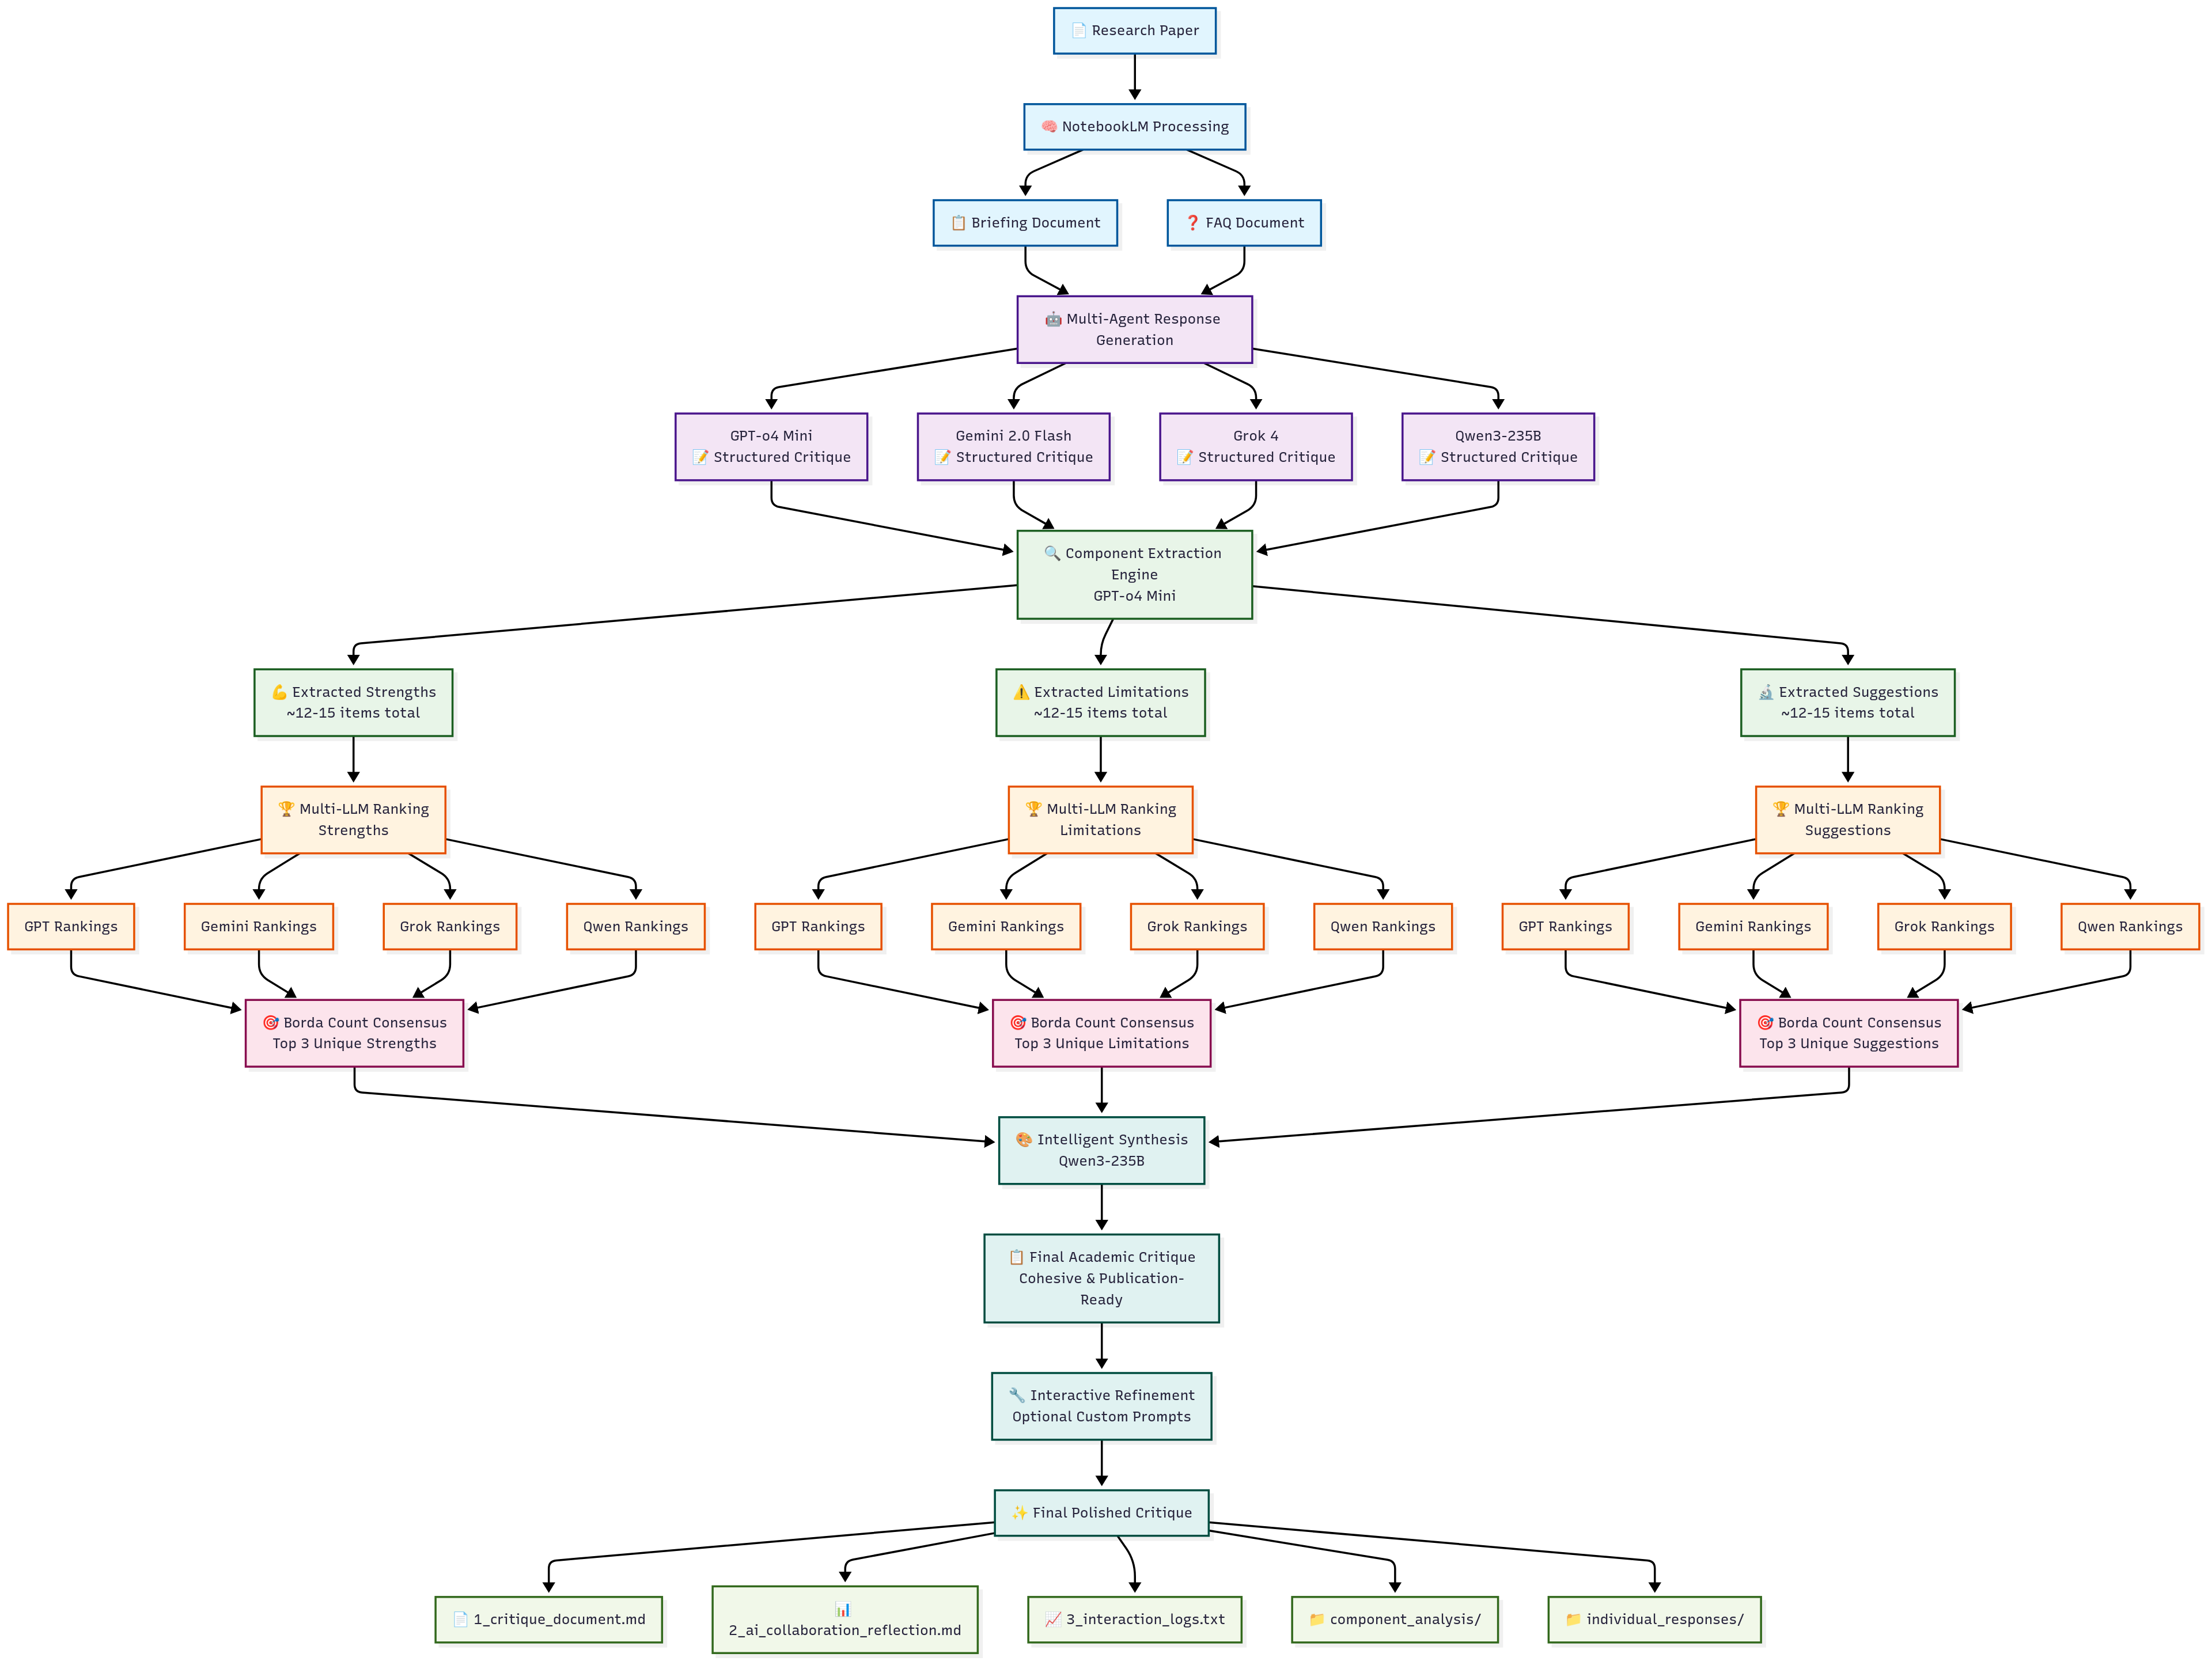 📄 Research Paper
🧠 NotebookLM Processing
📋 Briefing Document
❓ FAQ Document
🤖 Multi-Agent Response
Generation
GPT-o4 Mini
📝 Structured Critique
Gemini 2.0 Flash
📝 Structured Critique
Grok 4
📝 Structured Critique
Qwen3-235B
📝 Structured Critique
🔍 Component Extraction
Engine
GPT-o4 Mini
💪 Extracted Strengths
~12-15 items total
⚠️ Extracted Limitations
~12-15 items total
🔬 Extracted Suggestions
~12-15 items total
🏆 Multi-LLM Ranking
Strengths
🏆 Multi-LLM Ranking
Limitations
🏆 Multi-LLM Ranking
Suggestions
GPT Rankings
Gemini Rankings
Grok Rankings
Qwen Rankings
GPT Rankings
Gemini Rankings
Grok Rankings
Qwen Rankings
GPT Rankings
Gemini Rankings
Grok Rankings
Qwen Rankings
🎯 Borda Count Consensus
Top 3 Unique Strengths
🎯 Borda Count Consensus
Top 3 Unique Limitations
🎯 Borda Count Consensus
Top 3 Unique Suggestions
🎨 Intelligent Synthesis
Qwen3-235B
📋 Final Academic Critique
Cohesive & Publication-
Ready
🔧 Interactive Refinement
Optional Custom Prompts
✨ Final Polished Critique
📄 1_critique_document.md
📊
2_ai_collaboration_reflection.md
📈 3_interaction_logs.txt
📁 component_analysis/
📁 individual_responses/